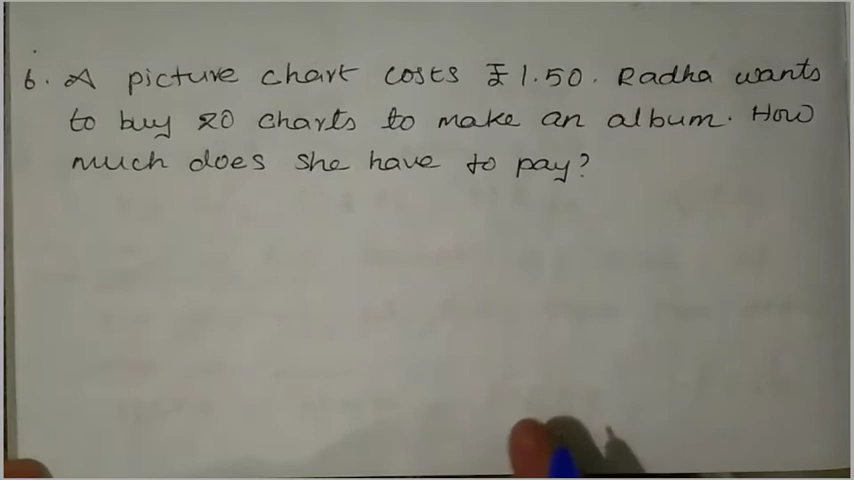 6. A picture chart costs ₹1.50. Radha wants
to buy 20 charts to make an album. How
much does she have to pay?